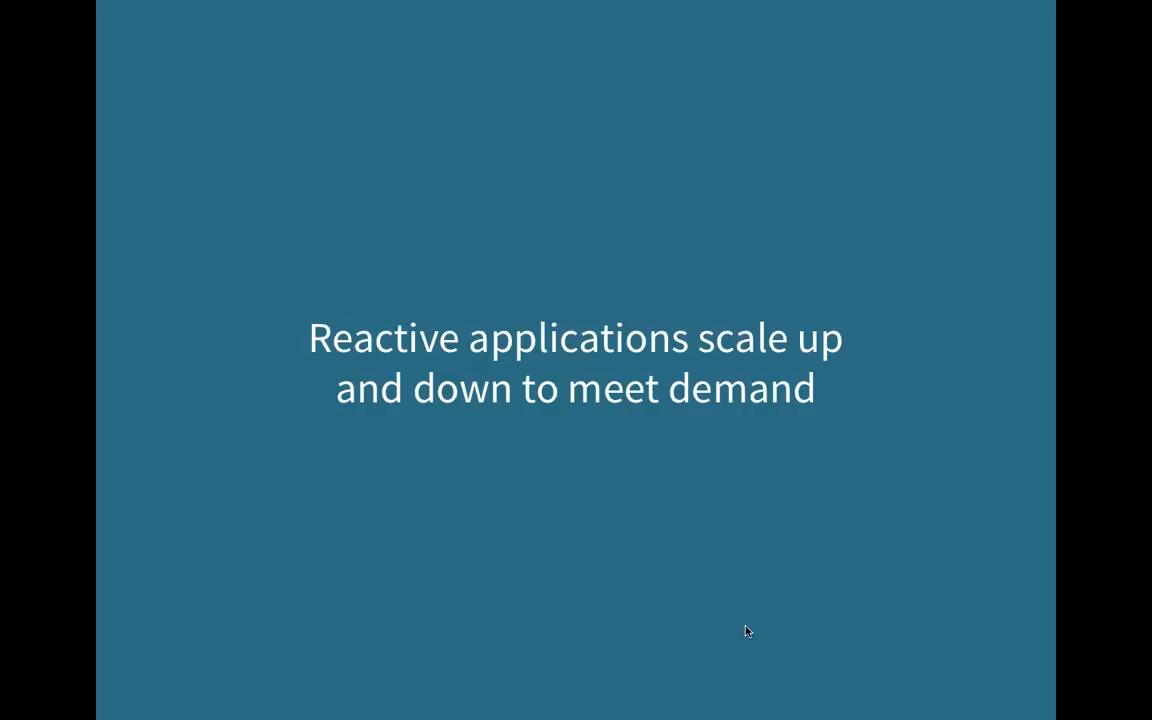 Reactive applications scale up
and down to meet demand